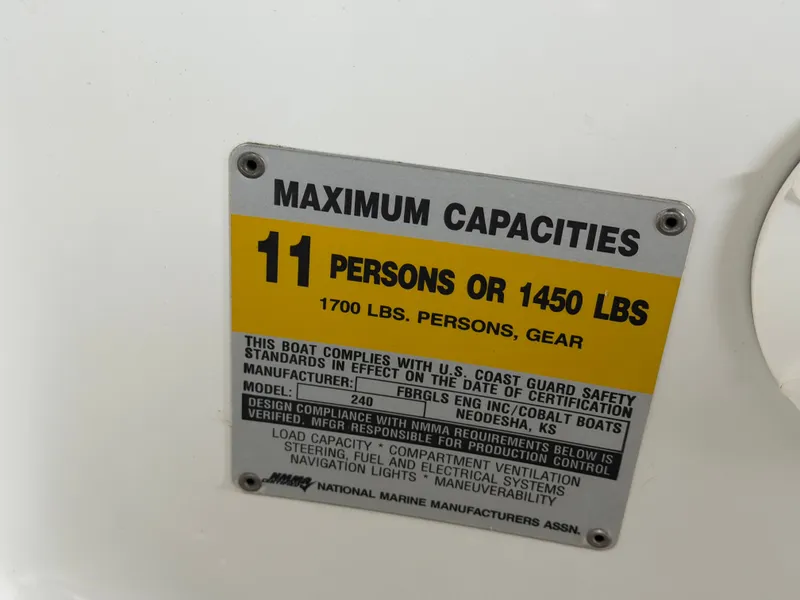 MAXIMUM CAPACITIES
11 PERSONS OR 1450 LBS
1700 LBS. PERSONS, GEAR
THIS BOAT COMPLIES WITH U.S. COAST GUARD SAFETY
STANDARDS IN EFFECT ON THE DATE OF CERTIFICATION
MANUFACTURER: FBRGLS ENG INC/COBALT BOATS
MODEL: 240 NEODESHA, KS
DESIGN COMPLIANCE WITH NMMA REQUIREMENTS BELOW IS
VERIFIED. MFGR RESPONSIBLE FOR PRODUCTION CONTROL
LOAD CAPACITY * COMPARTMENT VENTILATION
STEERING, FUEL AND ELECTRICAL SYSTEMS
NAVIGATION LIGHTS * MANEUVERABILITY
NMMA NATIONAL MARINE MANUFACTURERS ASSN.